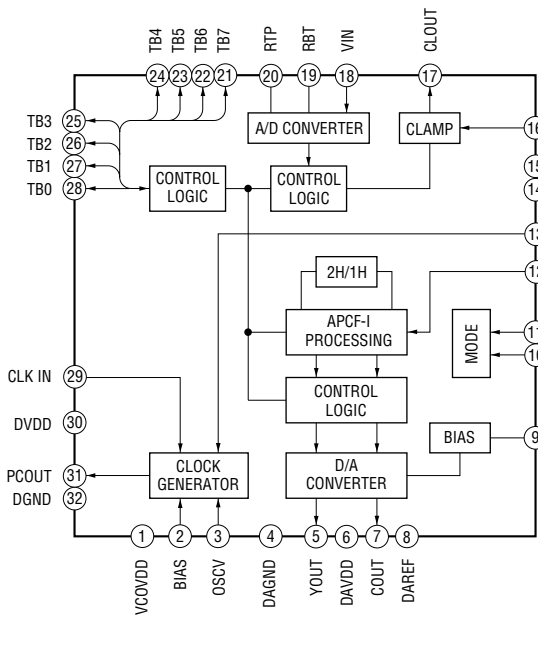 TB4
TB5
TB6
TB7
RTP
RBT
VIN
CLOUT
24
23
22
21
20
19
18
17
TB3 25
TB2 26
TB1 27
TB0 28
A/D CONVERTER
CLAMP
16
15
14
CONTROL
LOGIC
CONTROL
LOGIC
13
2H/1H
12
APCF-I
PROCESSING
MODE
11
10
CLK IN 29
CONTROL
LOGIC
DVDD 30
BIAS
9
PCOUT 31
DGND 32
CLOCK
GENERATOR
D/A
CONVERTER
1
2
3
4
5
6
7
8
VCOVDD
BIAS
OSCV
DAGND
YOUT
DAVDD
COUT
DAREF